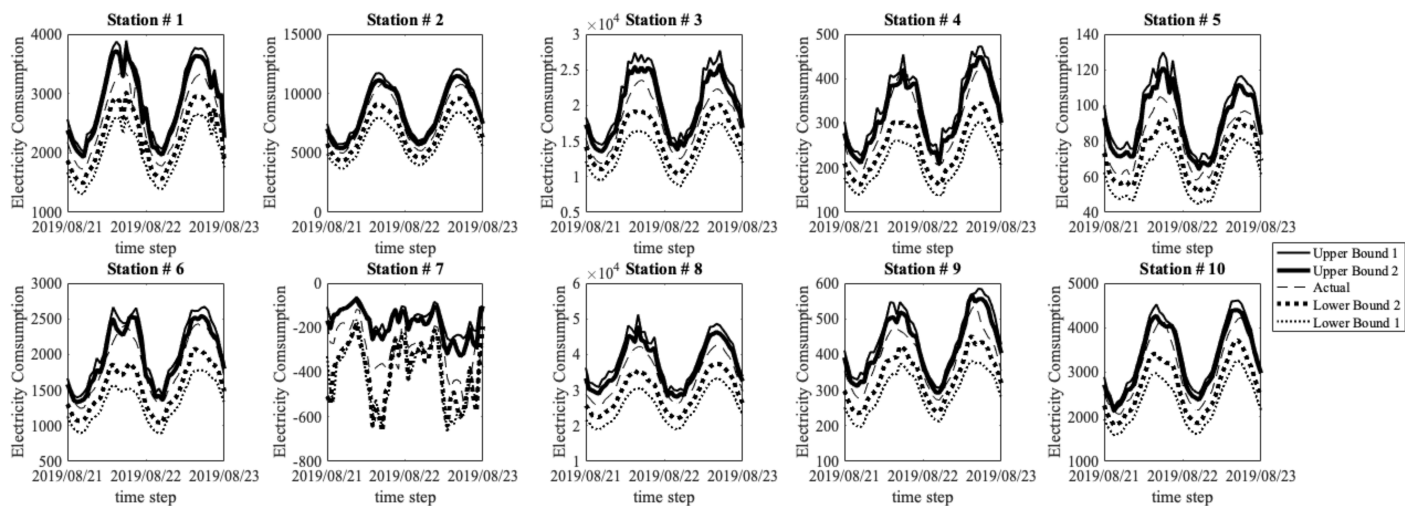 Station # 1
Electricity Comsumption
4000
3000
2000
1000
2019/08/21 2019/08/22 2019/08/23
time step
Station # 2
Electricity Comsumption
15000
10000
5000
0
2019/08/21 2019/08/22 2019/08/23
time step
×10⁴ Station # 3
Electricity Comsumption
3
2.5
2
1.5
1
0.5
2019/08/21 2019/08/22 2019/08/23
time step
Station # 4
Electricity Comsumption
500
400
300
200
100
2019/08/21 2019/08/22 2019/08/23
time step
Station # 5
Electricity Comsumption
140
120
100
80
60
40
2019/08/21 2019/08/22 2019/08/23
time step
Upper Bound 1
Upper Bound 2
Actual
Lower Bound 2
Lower Bound 1
Station # 6
Electricity Comsumption
3000
2500
2000
1500
1000
500
2019/08/21 2019/08/22 2019/08/23
time step
Station # 7
Electricity Comsumption
0
-200
-400
-600
-800
2019/08/21 2019/08/22 2019/08/23
time step
×10⁴ Station # 8
Electricity Comsumption
6
5
4
3
2
1
2019/08/21 2019/08/22 2019/08/23
time step
Station # 9
Electricity Comsumption
600
500
400
300
200
100
2019/08/21 2019/08/22 2019/08/23
time step
Station # 10
Electricity Comsumption
5000
4000
3000
2000
1000
2019/08/21 2019/08/22 2019/08/23
time step